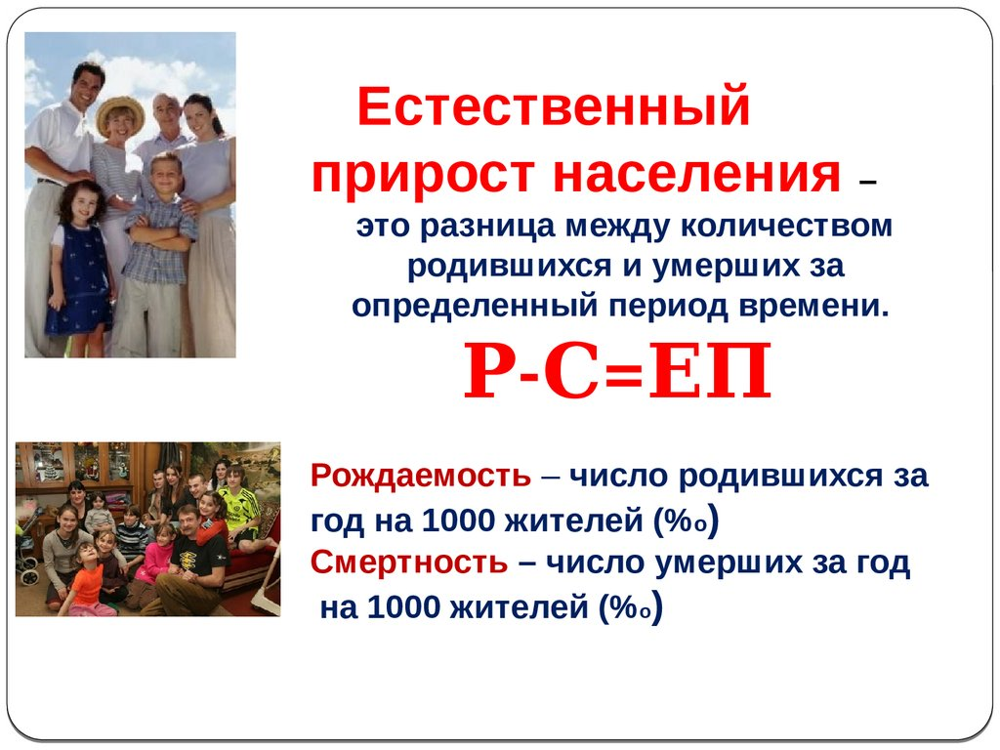 Естественный
прирост населения –
это разница между количеством
родившихся и умерших за
определенный период времени.
Р-С=ЕП
Рождаемость – число родившихся за
год на 1000 жителей (%о)
Смертность – число умерших за год
на 1000 жителей (%о)